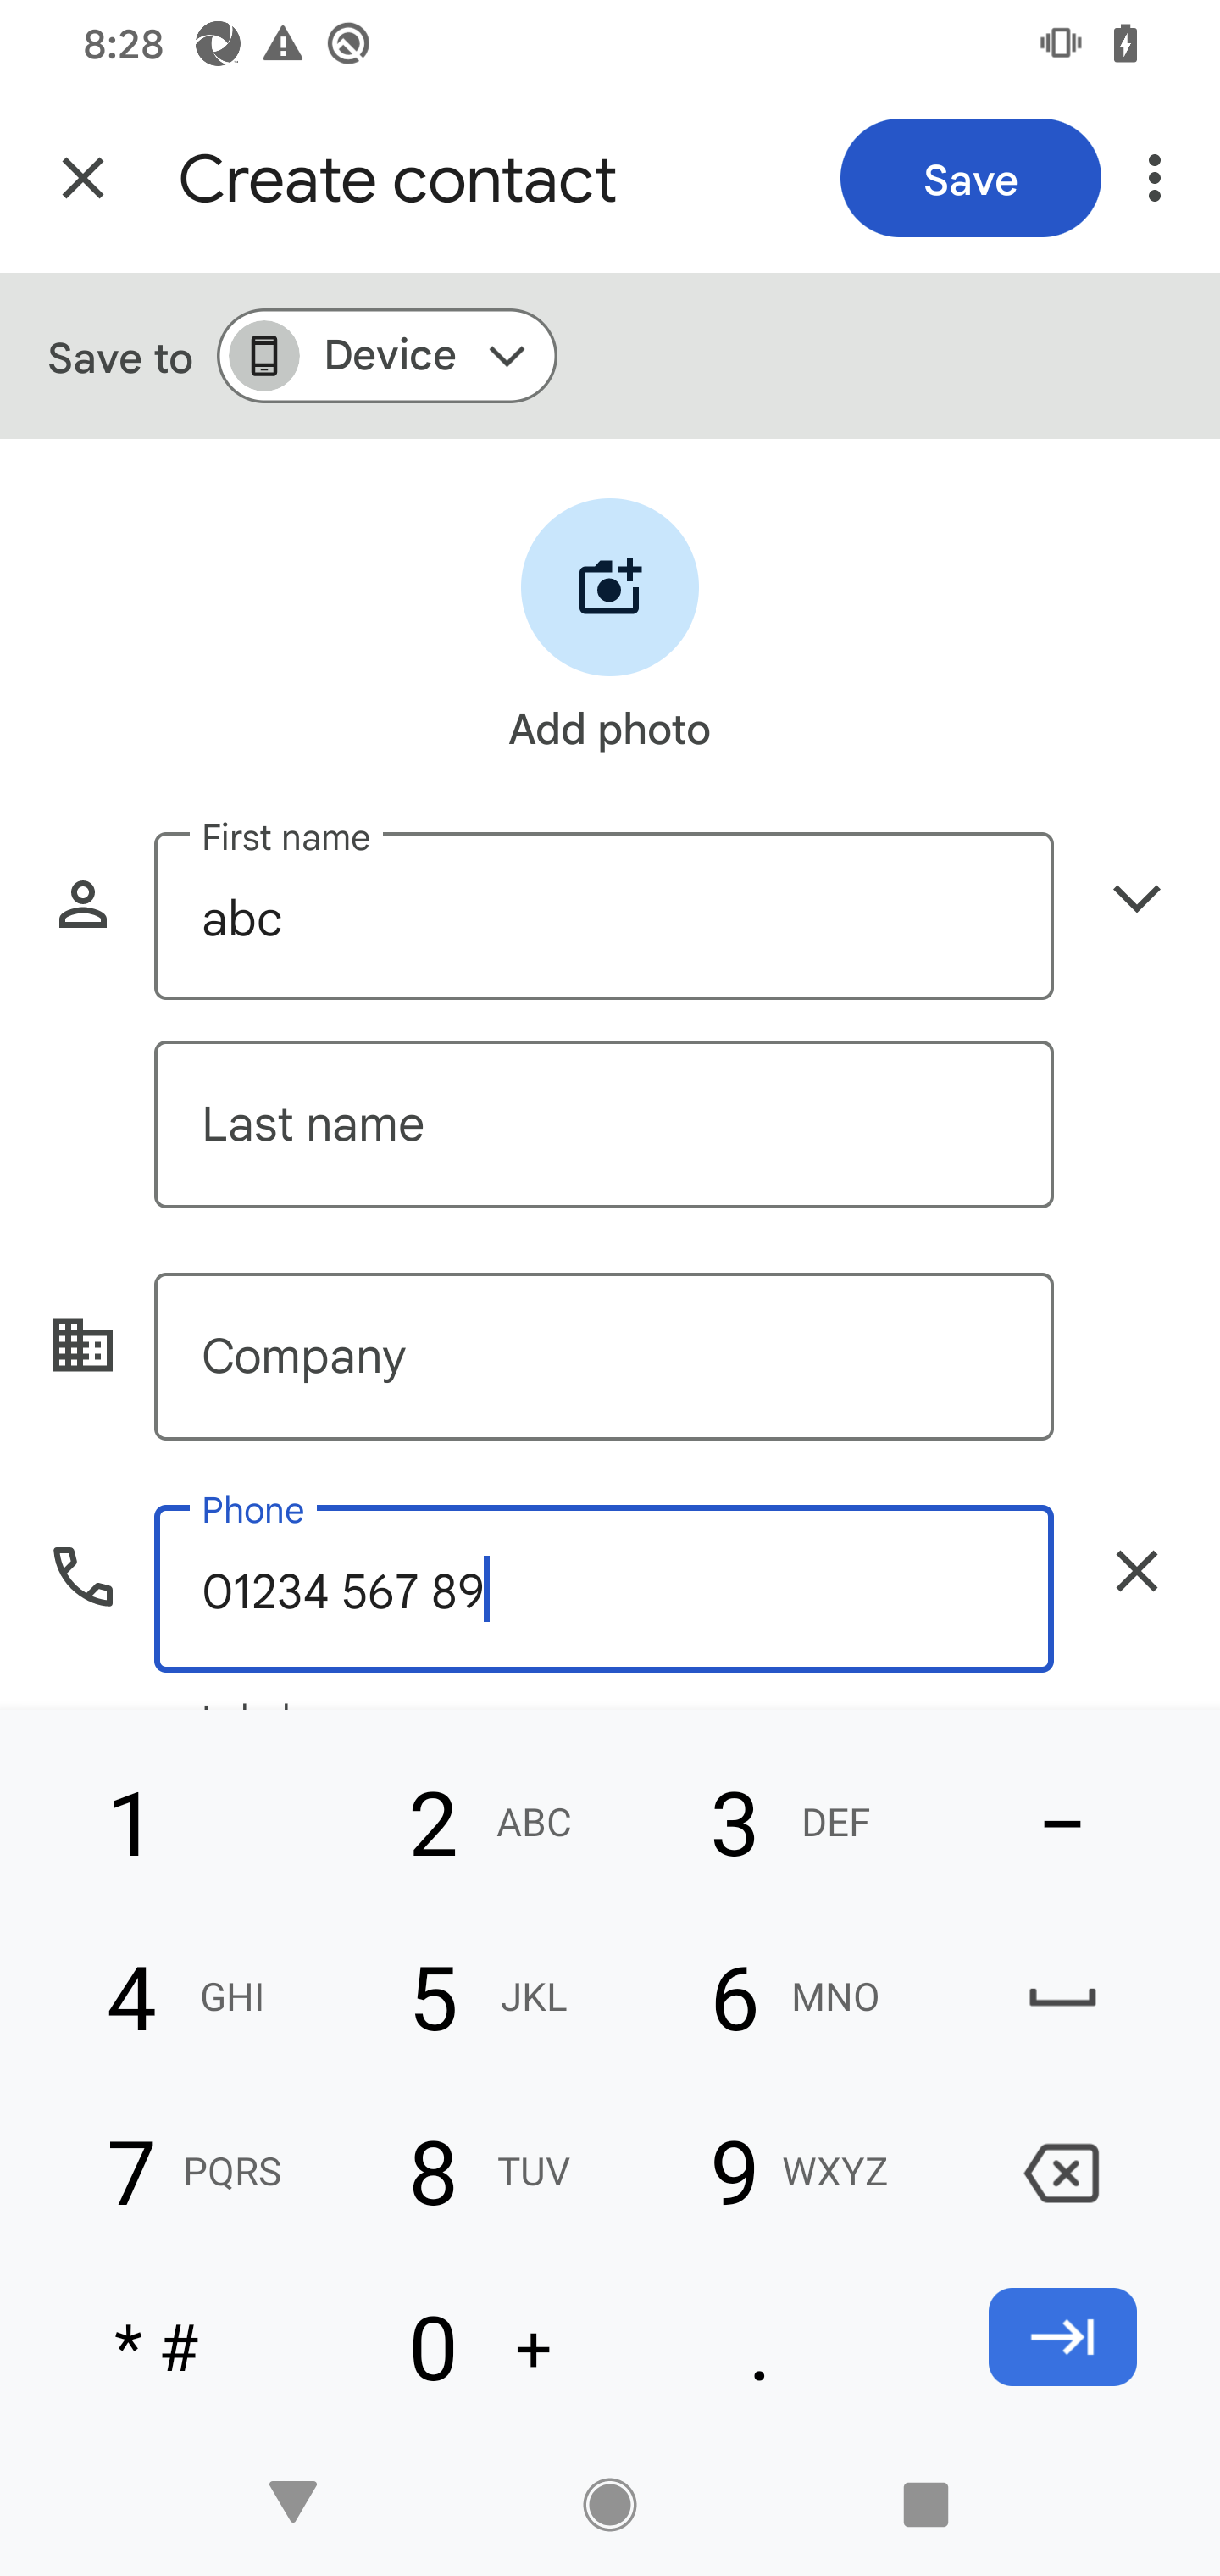 8:28
Create contact
Save
Save to
Device
Add photo
First name
abc
Last name
Company
Phone
01234 567 89
1
2 ABC
3 DEF
–
4 GHI
5 JKL
6 MNO
7 PQRS
8 TUV
9 WXYZ
* #
0 +
.